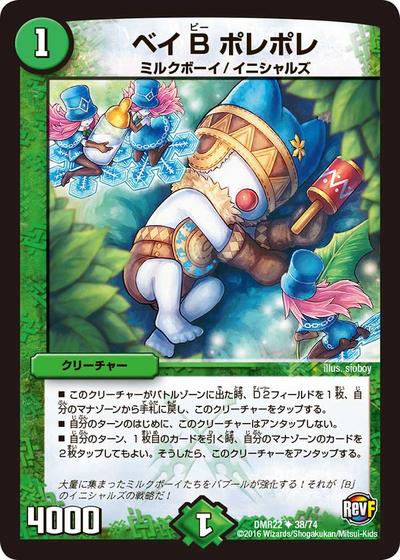 1
ベイ B ポレポレ
ビー
ミルクボーイ / イニシャルズ
illus. sioboy
クリーチャー
■ このクリーチャーがバトルゾーンに出た時、D2フィールドを1枚、自
分のマナゾーンから手札に戻し、このクリーチャーをタップする。
■ 自分のターンのはじめに、このクリーチャーはアンタップしない。
■ 自分のターン、1枚目のカードを引く時、自分のマナゾーンのカードを
2枚タップしてもよい。そうしたら、このクリーチャーをアンタップする。
大量に集まったミルクボーイたちをバブールが強化する！それが「B」
のイニシャルズの戦略だ！
RevF
4000
1
DMR22 ◆ 38/74
©2016 Wizards/Shogakukan/Mitsui-Kids